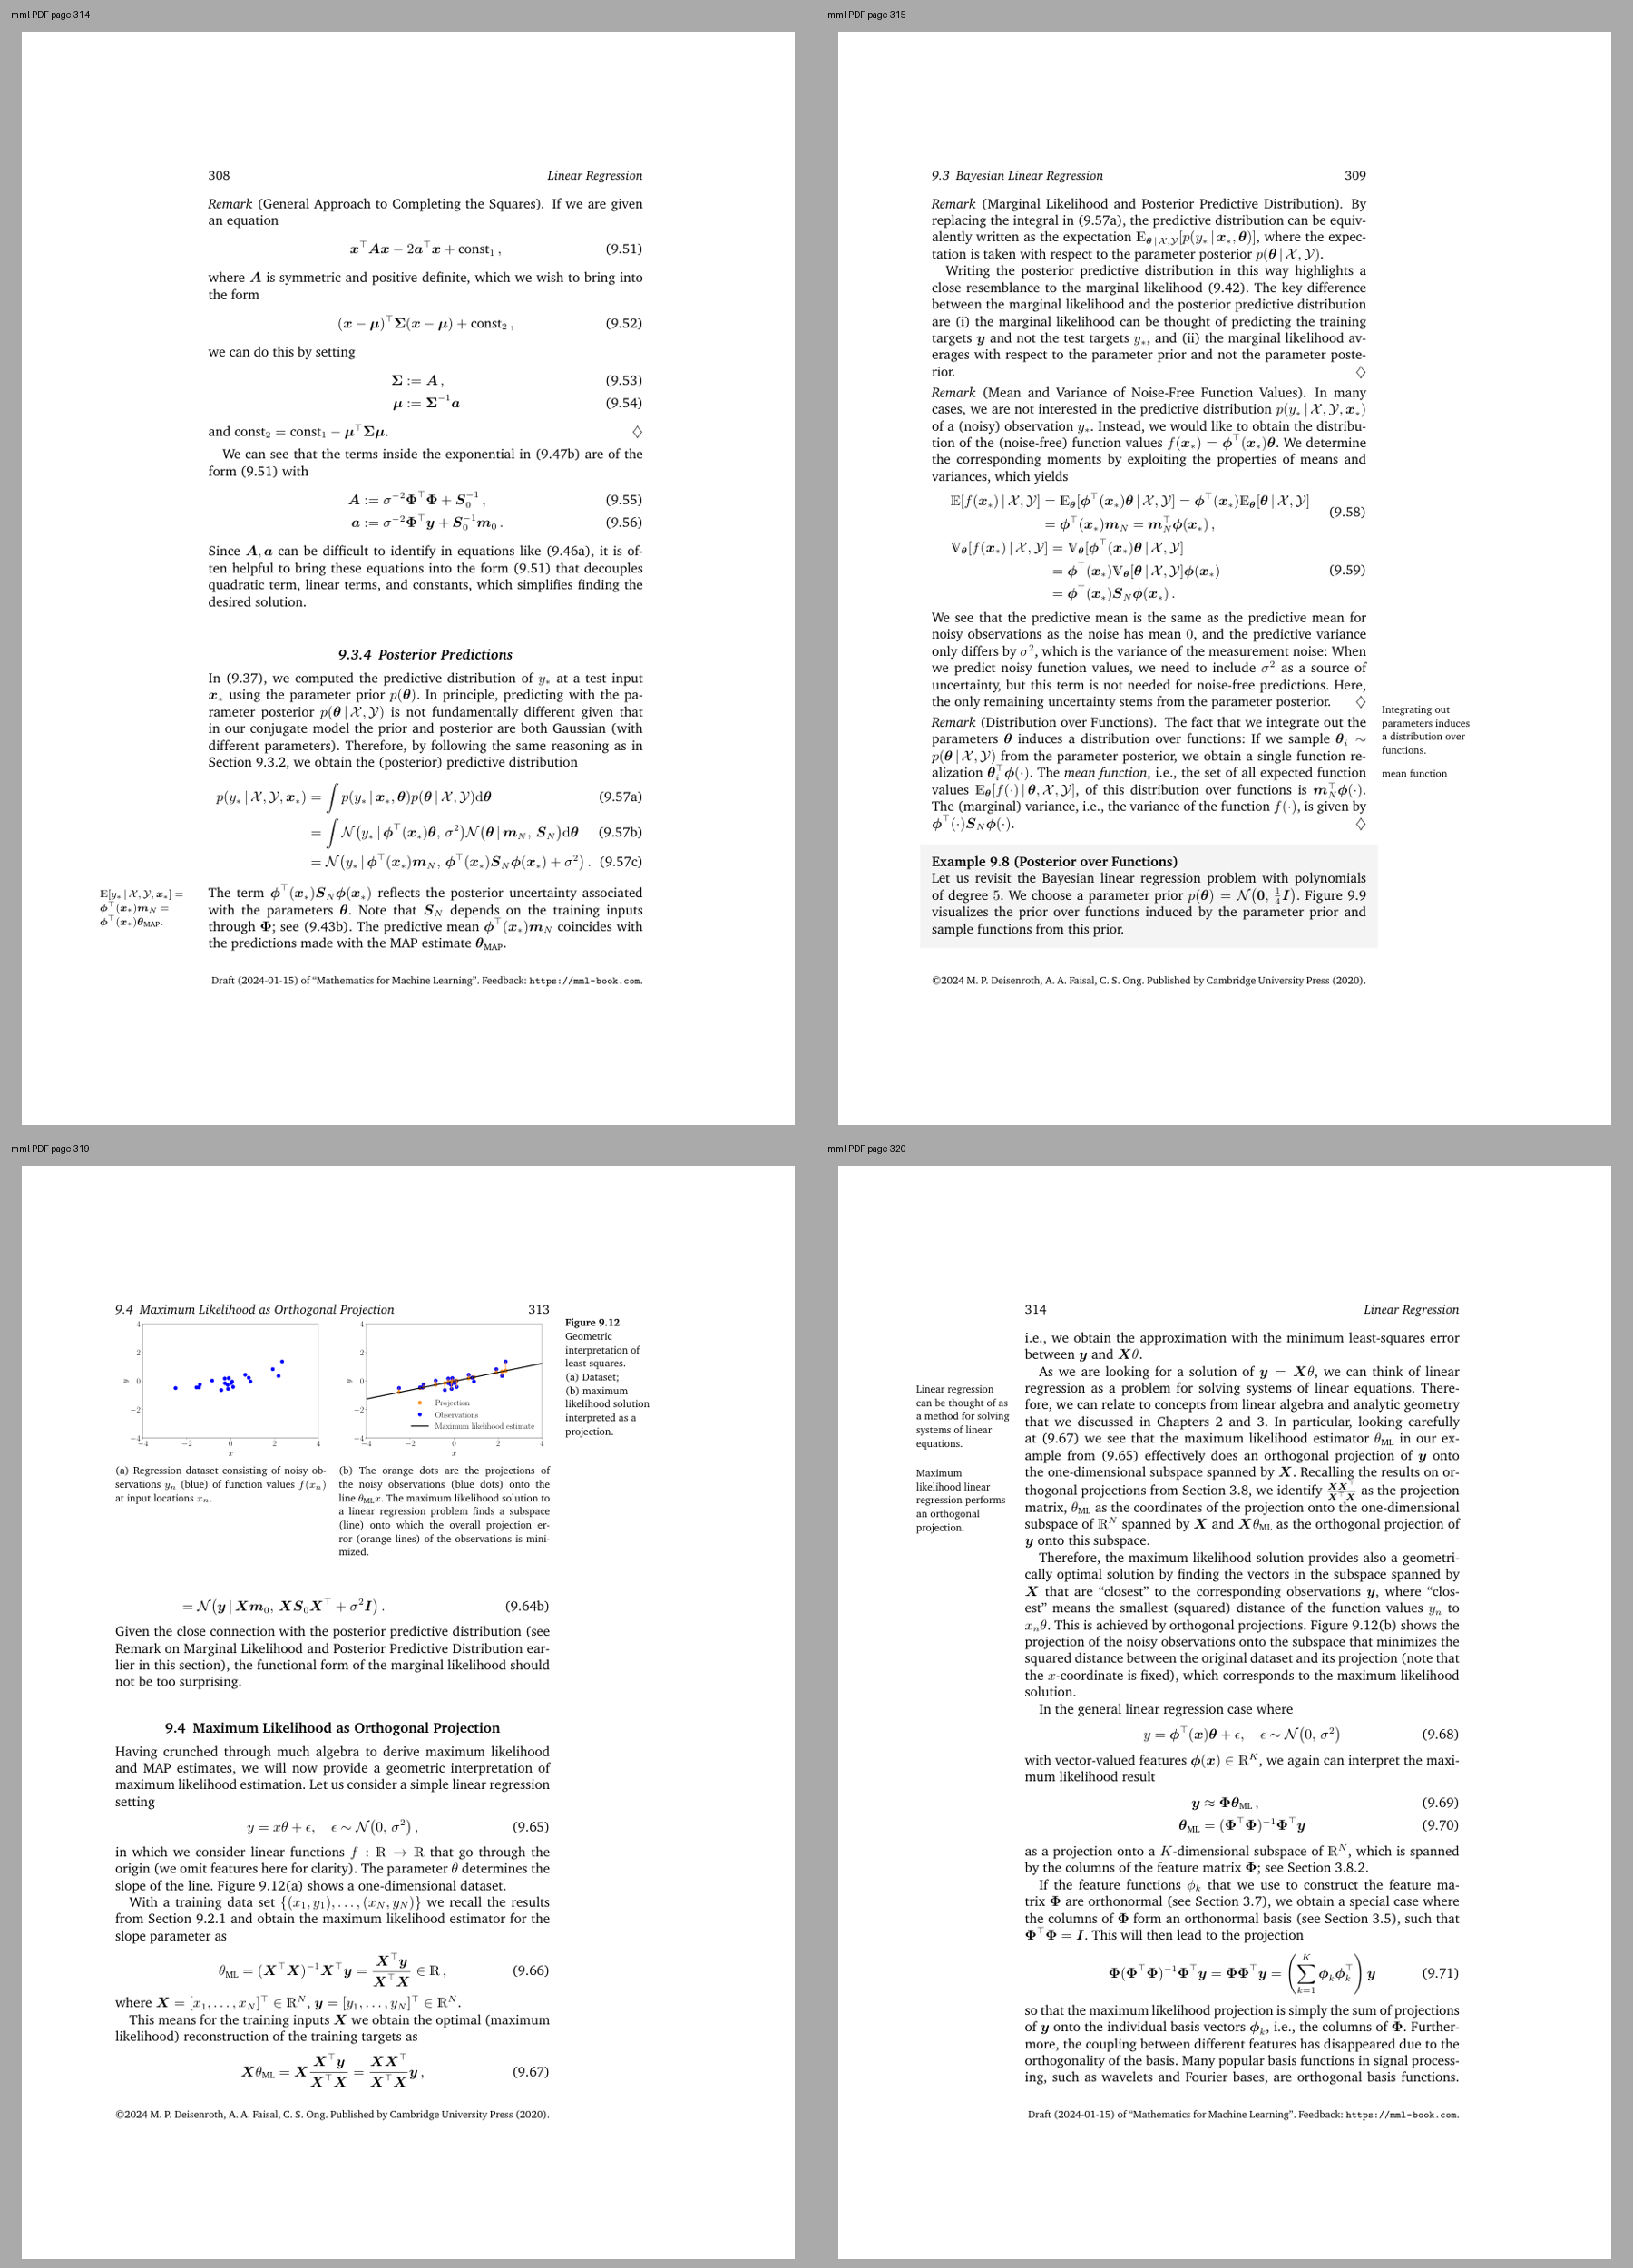 mml PDF page 314
308 Linear Regression
Remark (General Approach to Completing the Squares). If we are given
an equation
x⊤Ax − 2a⊤x + const₁ , (9.51)
where A is symmetric and positive definite, which we wish to bring into
the form
(x − μ)⊤Σ(x − μ) + const₂ , (9.52)
we can do this by setting
Σ := A , (9.53)
μ := Σ⁻¹a (9.54)
and const₂ = const₁ − μ⊤Σμ. ♢
We can see that the terms inside the exponential in (9.47b) are of the
form (9.51) with
A := σ⁻²Φ⊤Φ + S₀⁻¹ , (9.55)
a := σ⁻²Φ⊤y + S₀⁻¹m₀ . (9.56)
Since A, a can be difficult to identify in equations like (9.46a), it is of-
ten helpful to bring these equations into the form (9.51) that decouples
quadratic term, linear terms, and constants, which simplifies finding the
desired solution.
9.3.4 Posterior Predictions
In (9.37), we computed the predictive distribution of y∗ at a test input
x∗ using the parameter prior p(θ). In principle, predicting with the pa-
rameter posterior p(θ | X, Y) is not fundamentally different given that
in our conjugate model the prior and posterior are both Gaussian (with
different parameters). Therefore, by following the same reasoning as in
Section 9.3.2, we obtain the (posterior) predictive distribution
p(y∗ | X, Y, x∗) = ∫ p(y∗ | x∗, θ)p(θ | X, Y)dθ (9.57a)
= ∫ N(y∗ | ϕ⊤(x∗)θ, σ²)N(θ | m_N, S_N)dθ (9.57b)
= N(y∗ | ϕ⊤(x∗)m_N, ϕ⊤(x∗)S_Nϕ(x∗) + σ²) . (9.57c)
E[y∗ | X, Y, x∗] =
ϕ⊤(x∗)m_N =
ϕ⊤(x∗)θ_MAP.
The term ϕ⊤(x∗)S_Nϕ(x∗) reflects the posterior uncertainty associated
with the parameters θ. Note that S_N depends on the training inputs
through Φ; see (9.43b). The predictive mean ϕ⊤(x∗)m_N coincides with
the predictions made with the MAP estimate θ_MAP.
Draft (2024-01-15) of “Mathematics for Machine Learning”. Feedback: https://mml-book.com.
mml PDF page 315
9.3 Bayesian Linear Regression 309
Remark (Marginal Likelihood and Posterior Predictive Distribution). By
replacing the integral in (9.57a), the predictive distribution can be equiv-
alently written as the expectation E_θ | X,Y[p(y∗ | x∗, θ)], where the expec-
tation is taken with respect to the parameter posterior p(θ | X, Y).
Writing the posterior predictive distribution in this way highlights a
close resemblance to the marginal likelihood (9.42). The key difference
between the marginal likelihood and the posterior predictive distribution
are (i) the marginal likelihood can be thought of predicting the training
targets y and not the test targets y∗, and (ii) the marginal likelihood av-
erages with respect to the parameter prior and not the parameter poste-
rior. ♢
Remark (Mean and Variance of Noise-Free Function Values). In many
cases, we are not interested in the predictive distribution p(y∗ | X, Y, x∗)
of a (noisy) observation y∗. Instead, we would like to obtain the distribu-
tion of the (noise-free) function values f(x∗) = ϕ⊤(x∗)θ. We determine
the corresponding moments by exploiting the properties of means and
variances, which yields
E[f(x∗) | X, Y] = E_θ[ϕ⊤(x∗)θ | X, Y] = ϕ⊤(x∗)E_θ[θ | X, Y]
= ϕ⊤(x∗)m_N = m_N⊤ϕ(x∗) , (9.58)
V_θ[f(x∗) | X, Y] = V_θ[ϕ⊤(x∗)θ | X, Y]
= ϕ⊤(x∗)V_θ[θ | X, Y]ϕ(x∗) (9.59)
= ϕ⊤(x∗)S_Nϕ(x∗) .
We see that the predictive mean is the same as the predictive mean for
noisy observations as the noise has mean 0, and the predictive variance
only differs by σ², which is the variance of the measurement noise: When
we predict noisy function values, we need to include σ² as a source of
uncertainty, but this term is not needed for noise-free predictions. Here,
the only remaining uncertainty stems from the parameter posterior. ♢
Remark (Distribution over Functions). The fact that we integrate out the
parameters θ induces a distribution over functions: If we sample θ_i ∼
p(θ | X, Y) from the parameter posterior, we obtain a single function re-
alization θ_i⊤ϕ(·). The mean function, i.e., the set of all expected function
values E_θ[f(·) | θ, X, Y], of this distribution over functions is m_N⊤ϕ(·).
The (marginal) variance, i.e., the variance of the function f(·), is given by
ϕ⊤(·)S_Nϕ(·). ♢
Integrating out
parameters induces
a distribution over
functions.
mean function
Example 9.8 (Posterior over Functions)
Let us revisit the Bayesian linear regression problem with polynomials
of degree 5. We choose a parameter prior p(θ) = N(0, ¼I). Figure 9.9
visualizes the prior over functions induced by the parameter prior and
sample functions from this prior.
©2024 M. P. Deisenroth, A. A. Faisal, C. S. Ong. Published by Cambridge University Press (2020).
mml PDF page 319
9.4 Maximum Likelihood as Orthogonal Projection 313
4
2
0
−2
−4
y
−4 −2 0 2 4
x
4
2
0
−2
−4
y
Projection
Observations
Maximum likelihood estimate
−4 −2 0 2 4
x
Figure 9.12
Geometric
interpretation of
least squares.
(a) Dataset;
(b) maximum
likelihood solution
interpreted as a
projection.
(a) Regression dataset consisting of noisy ob-
servations y_n (blue) of function values f(x_n)
at input locations x_n.
(b) The orange dots are the projections of
the noisy observations (blue dots) onto the
line θ_ML x. The maximum likelihood solution to
a linear regression problem finds a subspace
(line) onto which the overall projection er-
ror (orange lines) of the observations is mini-
mized.
= N(y | Xm₀, XS₀X⊤ + σ²I) . (9.64b)
Given the close connection with the posterior predictive distribution (see
Remark on Marginal Likelihood and Posterior Predictive Distribution ear-
lier in this section), the functional form of the marginal likelihood should
not be too surprising.
9.4 Maximum Likelihood as Orthogonal Projection
Having crunched through much algebra to derive maximum likelihood
and MAP estimates, we will now provide a geometric interpretation of
maximum likelihood estimation. Let us consider a simple linear regression
setting
y = xθ + ϵ, ϵ ∼ N(0, σ²) , (9.65)
in which we consider linear functions f : R → R that go through the
origin (we omit features here for clarity). The parameter θ determines the
slope of the line. Figure 9.12(a) shows a one-dimensional dataset.
With a training data set {(x₁, y₁), . . . , (x_N, y_N)} we recall the results
from Section 9.2.1 and obtain the maximum likelihood estimator for the
slope parameter as
θ_ML = (X⊤X)⁻¹X⊤y = X⊤y / X⊤X ∈ R , (9.66)
where X = [x₁, . . . , x_N]⊤ ∈ R^N, y = [y₁, . . . , y_N]⊤ ∈ R^N.
This means for the training inputs X we obtain the optimal (maximum
likelihood) reconstruction of the training targets as
Xθ_ML = X X⊤y / X⊤X = XX⊤ / X⊤X y , (9.67)
©2024 M. P. Deisenroth, A. A. Faisal, C. S. Ong. Published by Cambridge University Press (2020).
mml PDF page 320
314 Linear Regression
i.e., we obtain the approximation with the minimum least-squares error
between y and Xθ.
As we are looking for a solution of y = Xθ, we can think of linear
regression as a problem for solving systems of linear equations. There-
fore, we can relate to concepts from linear algebra and analytic geometry
that we discussed in Chapters 2 and 3. In particular, looking carefully
at (9.67) we see that the maximum likelihood estimator θ_ML in our ex-
ample from (9.65) effectively does an orthogonal projection of y onto
the one-dimensional subspace spanned by X. Recalling the results on or-
thogonal projections from Section 3.8, we identify XX⊤ / X⊤X as the projection
matrix, θ_ML as the coordinates of the projection onto the one-dimensional
subspace of R^N spanned by X and Xθ_ML as the orthogonal projection of
y onto this subspace.
Linear regression
can be thought of as
a method for solving
systems of linear
equations.
Maximum
likelihood linear
regression performs
an orthogonal
projection.
Therefore, the maximum likelihood solution provides also a geometri-
cally optimal solution by finding the vectors in the subspace spanned by
X that are “closest” to the corresponding observations y, where “clos-
est” means the smallest (squared) distance of the function values y_n to
x_nθ. This is achieved by orthogonal projections. Figure 9.12(b) shows the
projection of the noisy observations onto the subspace that minimizes the
squared distance between the original dataset and its projection (note that
the x-coordinate is fixed), which corresponds to the maximum likelihood
solution.
In the general linear regression case where
y = ϕ⊤(x)θ + ϵ, ϵ ∼ N(0, σ²) (9.68)
with vector-valued features ϕ(x) ∈ R^K, we again can interpret the maxi-
mum likelihood result
y ≈ Φθ_ML , (9.69)
θ_ML = (Φ⊤Φ)⁻¹Φ⊤y (9.70)
as a projection onto a K-dimensional subspace of R^N, which is spanned
by the columns of the feature matrix Φ; see Section 3.8.2.
If the feature functions ϕ_k that we use to construct the feature ma-
trix Φ are orthonormal (see Section 3.7), we obtain a special case where
the columns of Φ form an orthonormal basis (see Section 3.5), such that
Φ⊤Φ = I. This will then lead to the projection
Φ(Φ⊤Φ)⁻¹Φ⊤y = ΦΦ⊤y = (∑_{k=1}^{K} ϕ_kϕ_k⊤) y (9.71)
so that the maximum likelihood projection is simply the sum of projections
of y onto the individual basis vectors ϕ_k, i.e., the columns of Φ. Further-
more, the coupling between different features has disappeared due to the
orthogonality of the basis. Many popular basis functions in signal process-
ing, such as wavelets and Fourier bases, are orthogonal basis functions.
Draft (2024-01-15) of “Mathematics for Machine Learning”. Feedback: https://mml-book.com.